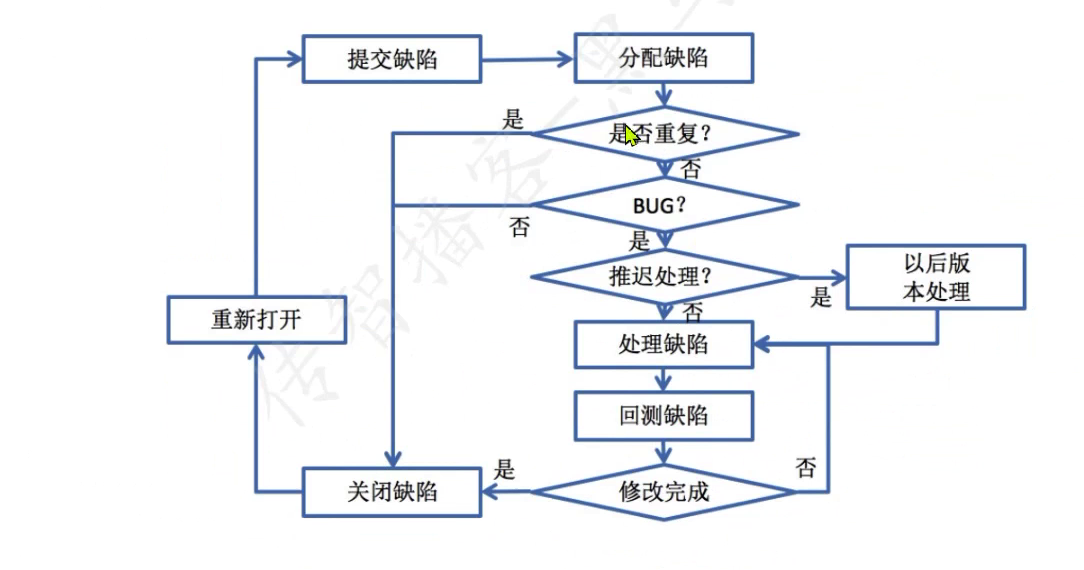 提交缺陷
分配缺陷
是
是否重复？
否
BUG？
否
是
推迟处理？
是
以后版
本处理
否
重新打开
处理缺陷
回测缺陷
是
否
关闭缺陷
修改完成
传智播客